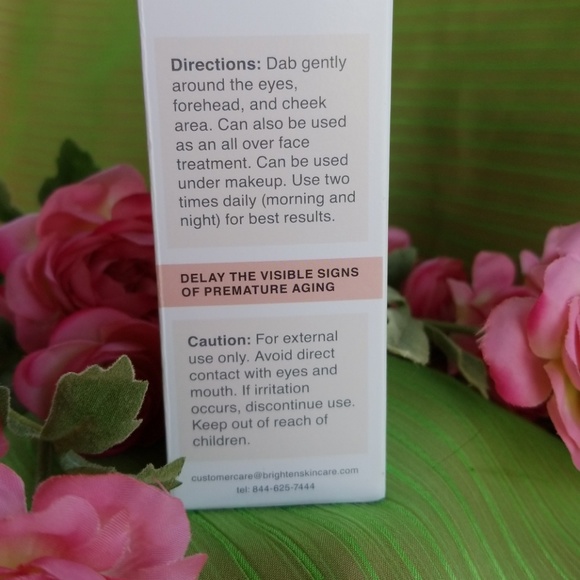 Directions: Dab gently
around the eyes,
forehead, and cheek
area. Can also be used
as an all over face
treatment. Can be used
under makeup. Use two
times daily (morning and
night) for best results.
DELAY THE VISIBLE SIGNS
OF PREMATURE AGING
Caution: For external
use only. Avoid direct
contact with eyes and
mouth. If irritation
occurs, discontinue use.
Keep out of reach of
children.
customercare@brightenskincare.com
tel: 844-625-7444